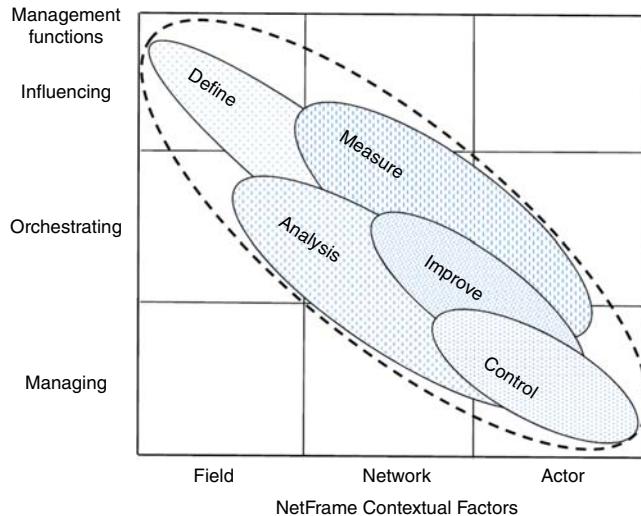 Management
functions
Influencing
Define
Measure
Orchestrating
Analysis
Improve
Managing
Control
Field
Network
Actor
NetFrame Contextual Factors